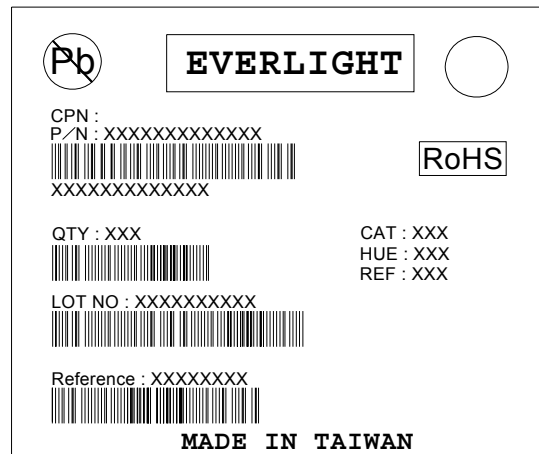 Pb
EVERLIGHT
CPN :
P/N : XXXXXXXXXXXXX
RoHS
XXXXXXXXXXXXX
QTY : XXX
CAT : XXX
HUE : XXX
REF : XXX
LOT NO : XXXXXXXXXX
Reference : XXXXXXXX
MADE IN TAIWAN